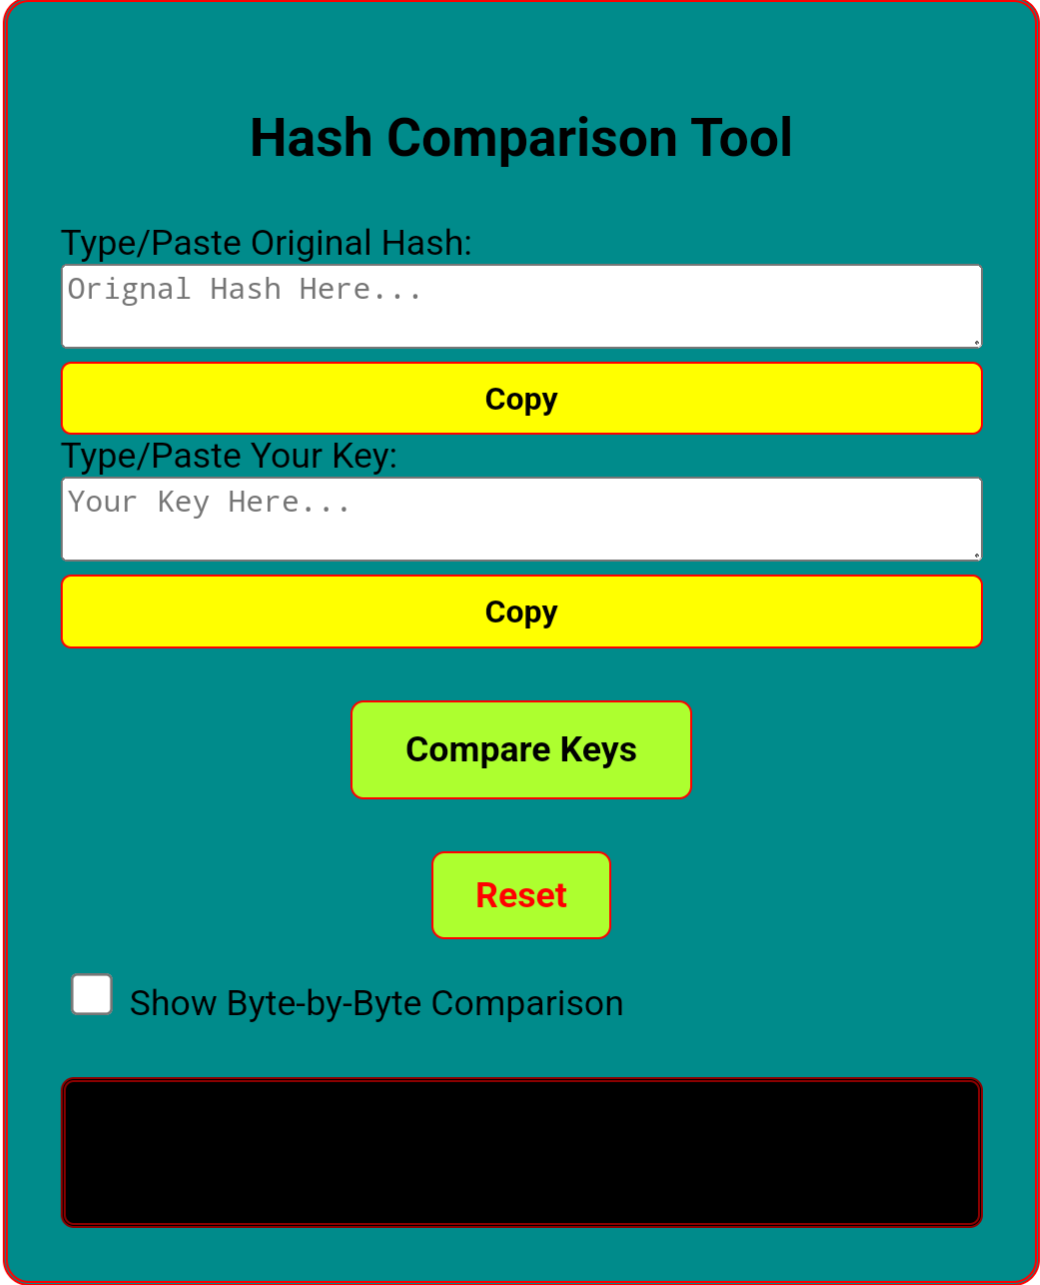 Hash Comparison Tool
Type/Paste Original Hash:
Orignal Hash Here...
Copy
Type/Paste Your Key:
Your Key Here...
Copy
Compare Keys
Reset
Show Byte-by-Byte Comparison